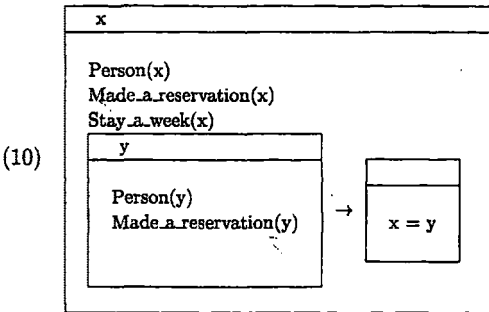 x
Person(x)
Made_a_reservation(x)
Stay_a_week(x)
(10)
y
Person(y)
Made_a_reservation(y)
→
x = y